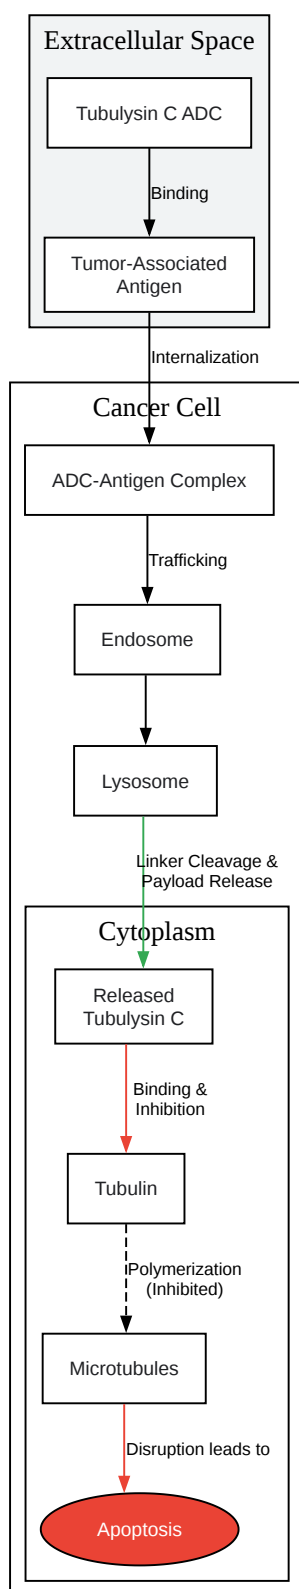 Extracellular Space
Tubulysin C ADC
Binding
Tumor-Associated
Antigen
Internalization
Cancer Cell
ADC-Antigen Complex
Trafficking
Endosome
Lysosome
Linker Cleavage &
Payload Release
Cytoplasm
Released
Tubulysin C
Binding &
Inhibition
Tubulin
Polymerization
(Inhibited)
Microtubules
Disruption leads to
Apoptosis